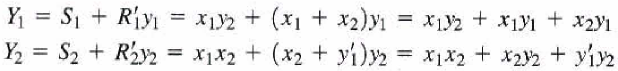 Y₁ = S₁ + R′₁y₁ = x₁y₂ + (x₁ + x₂)y₁ = x₁y₂ + x₁y₁ + x₂y₁
Y₂ = S₂ + R′₂y₂ = x₁x₂ + (x₂ + y′₁)y₂ = x₁x₂ + x₂y₂ + y′₁y₂